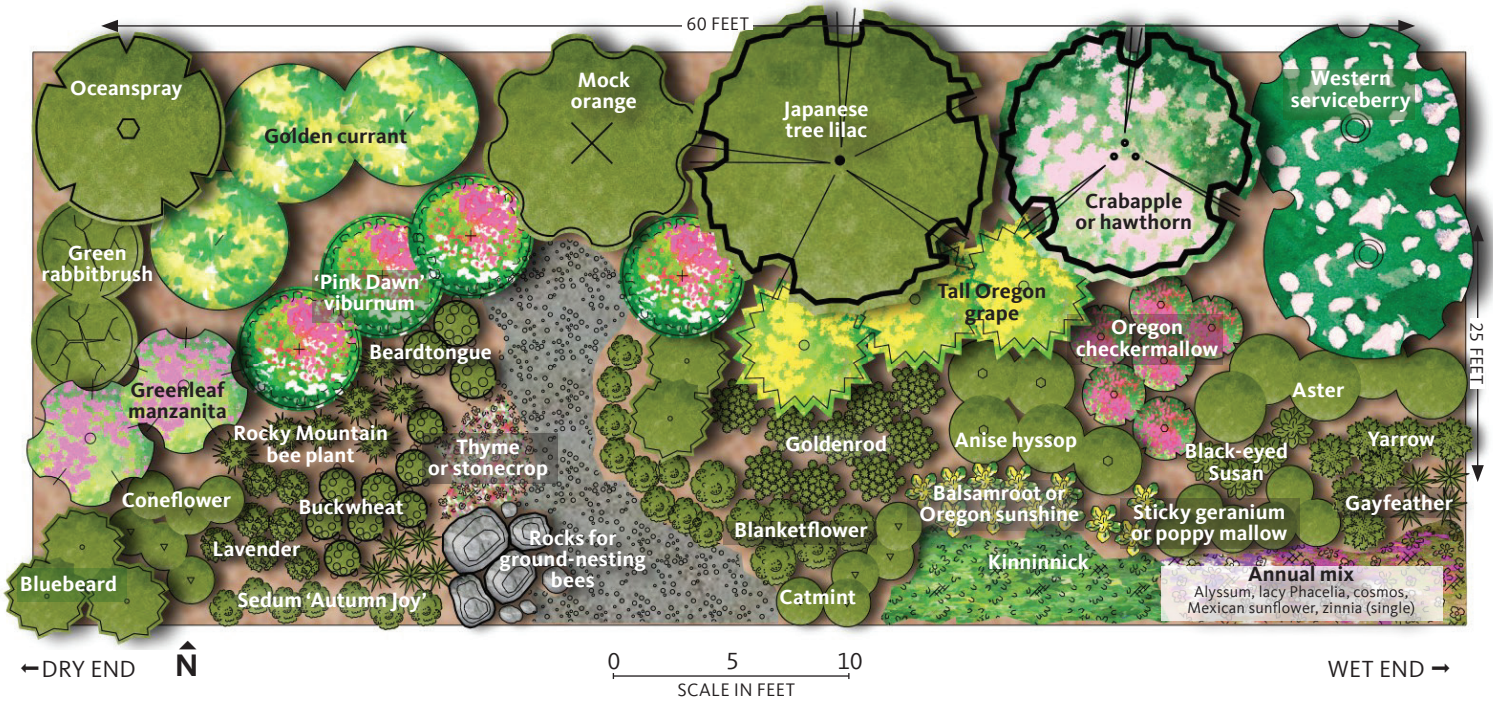 60 FEET
Oceanspray
Golden currant
Mock
orange
Japanese
tree lilac
Crabapple
or hawthorn
Western
serviceberry
Green
rabbitbrush
'Pink Dawn'
viburnum
Tall Oregon
grape
Oregon
checkermallow
25 FEET
Beardtongue
Greenleaf
manzanita
Aster
Rocky Mountain
bee plant
Thyme
or stonecrop
Goldenrod
Anise hyssop
Black-eyed
Susan
Yarrow
Coneflower
Buckwheat
Balsamroot or
Oregon sunshine
Sticky geranium
or poppy mallow
Gayfeather
Lavender
Rocks for
ground-nesting
bees
Blanketflower
Kinninnick
Bluebeard
Sedum 'Autumn Joy'
Catmint
Annual mix
Alyssum, lacy Phacelia, cosmos,
Mexican sunflower, zinnia (single)
←DRY END
N
0 5 10
SCALE IN FEET
WET END →